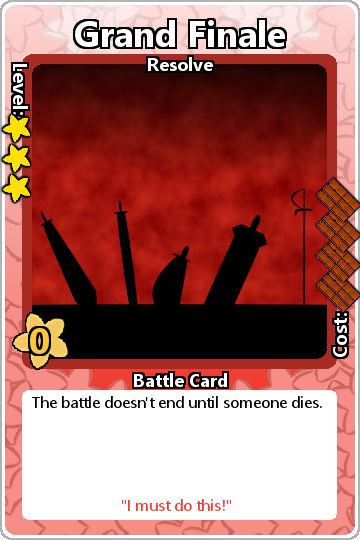 Grand Finale
Resolve
Level:
0
Cost:
Battle Card
The battle doesn't end until someone dies.
"I must do this!"